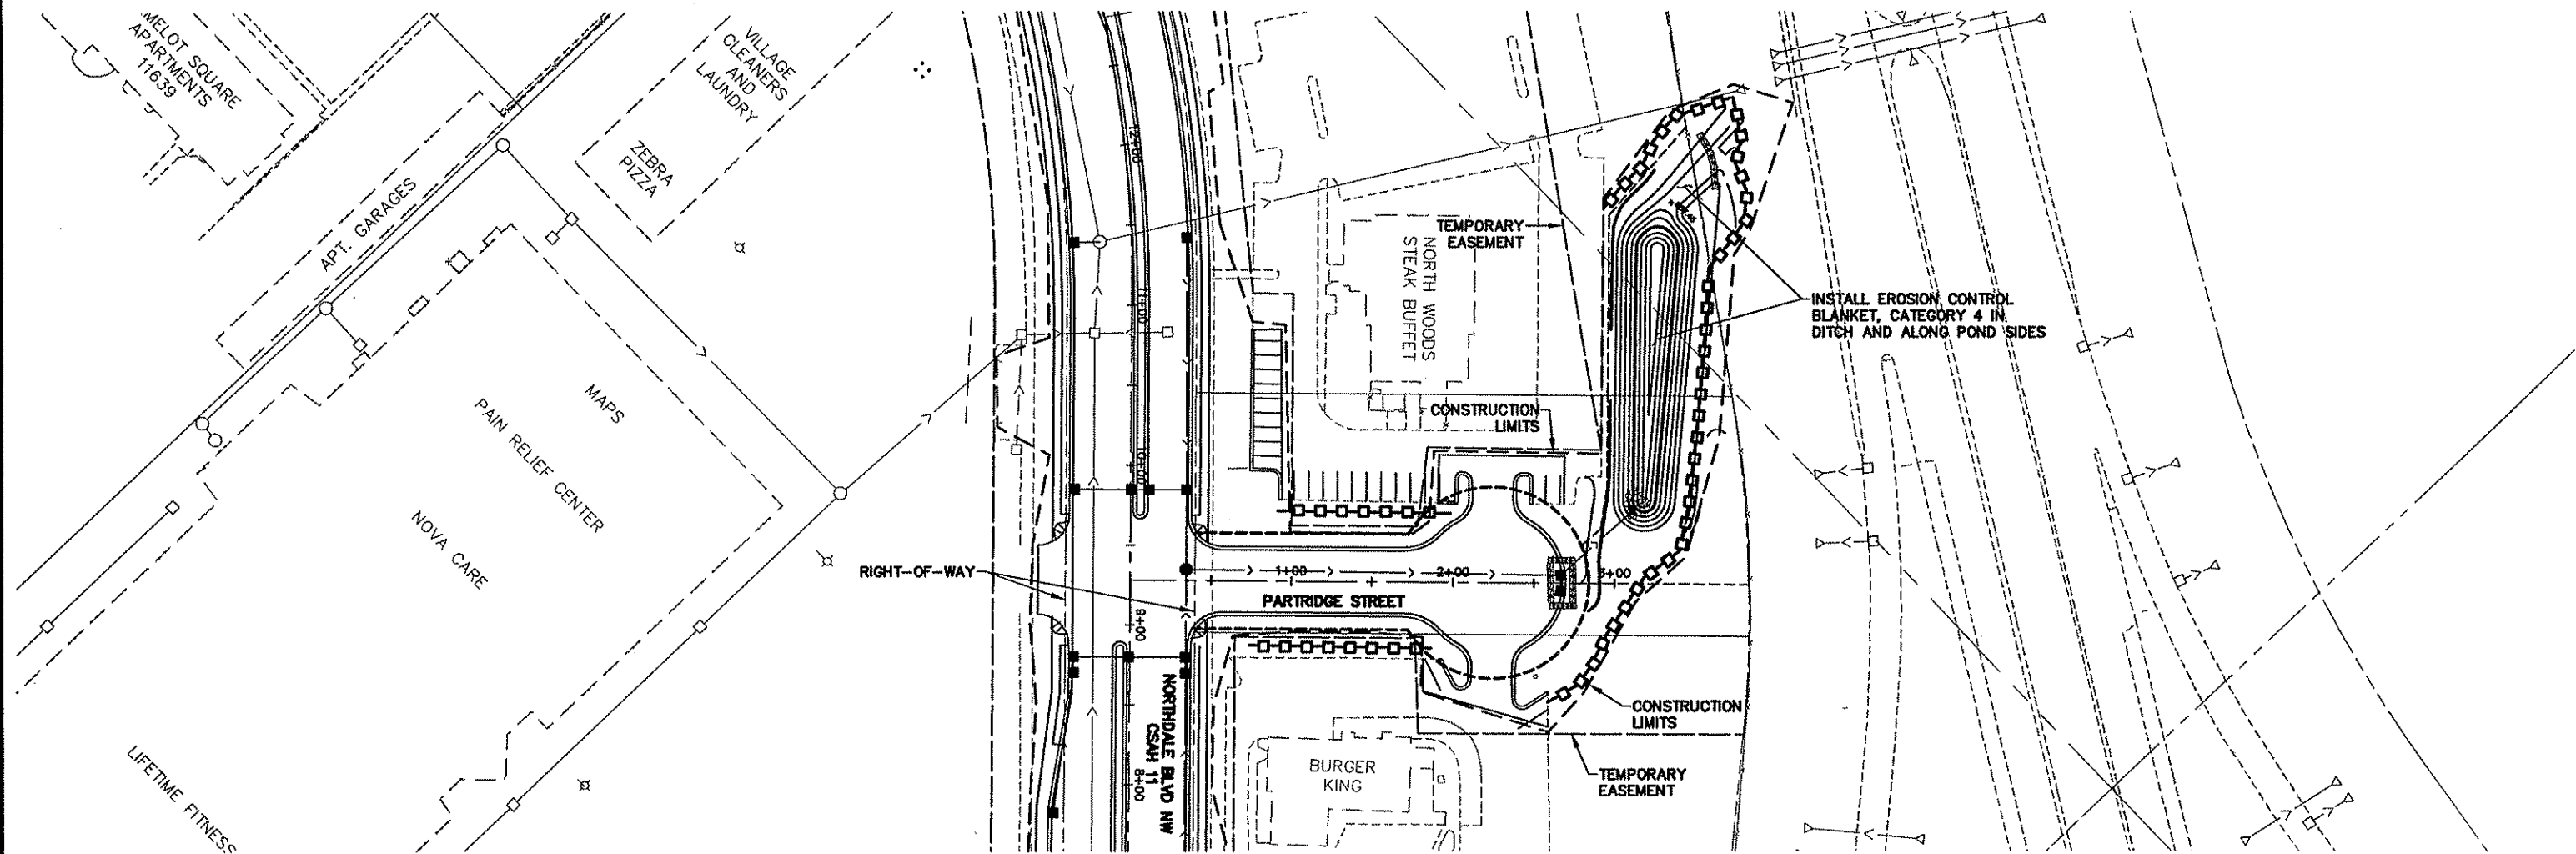 MELOT SQUARE
APARTMENTS
11639
VILLAGE
CLEANERS
AND
LAUNDRY
ZEBRA
PIZZA
APT. GARAGES
MAPS
PAIN RELIEF CENTER
NOVA CARE
LIFETIME FITNESS
12+00
11+00
10+00
9+00
8+00
NORTHDALE BLVD NW
CSAH 11
RIGHT-OF-WAY
NORTH WOODS
STEAK BUFFET
TEMPORARY
EASEMENT
CONSTRUCTION
LIMITS
INSTALL EROSION CONTROL
BLANKET, CATEGORY 4 IN
DITCH AND ALONG POND SIDES
1+00
2+00
3+00
PARTRIDGE STREET
CONSTRUCTION
LIMITS
TEMPORARY
EASEMENT
BURGER
KING